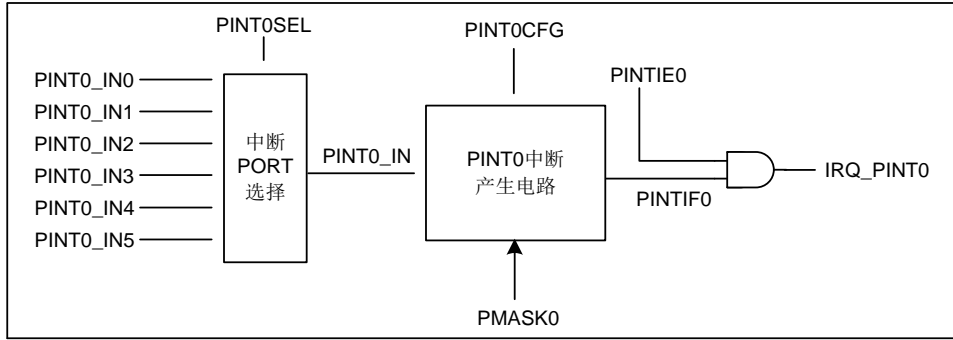 PINT0SEL
PINT0CFG
PINT0_IN0
PINT0_IN1
PINT0_IN2
PINT0_IN3
PINT0_IN4
PINT0_IN5
中断
PORT
选择
PINT0_IN
PINT0中断
产生电路
PINTIE0
PINTIF0
IRQ_PINT0
PMASK0